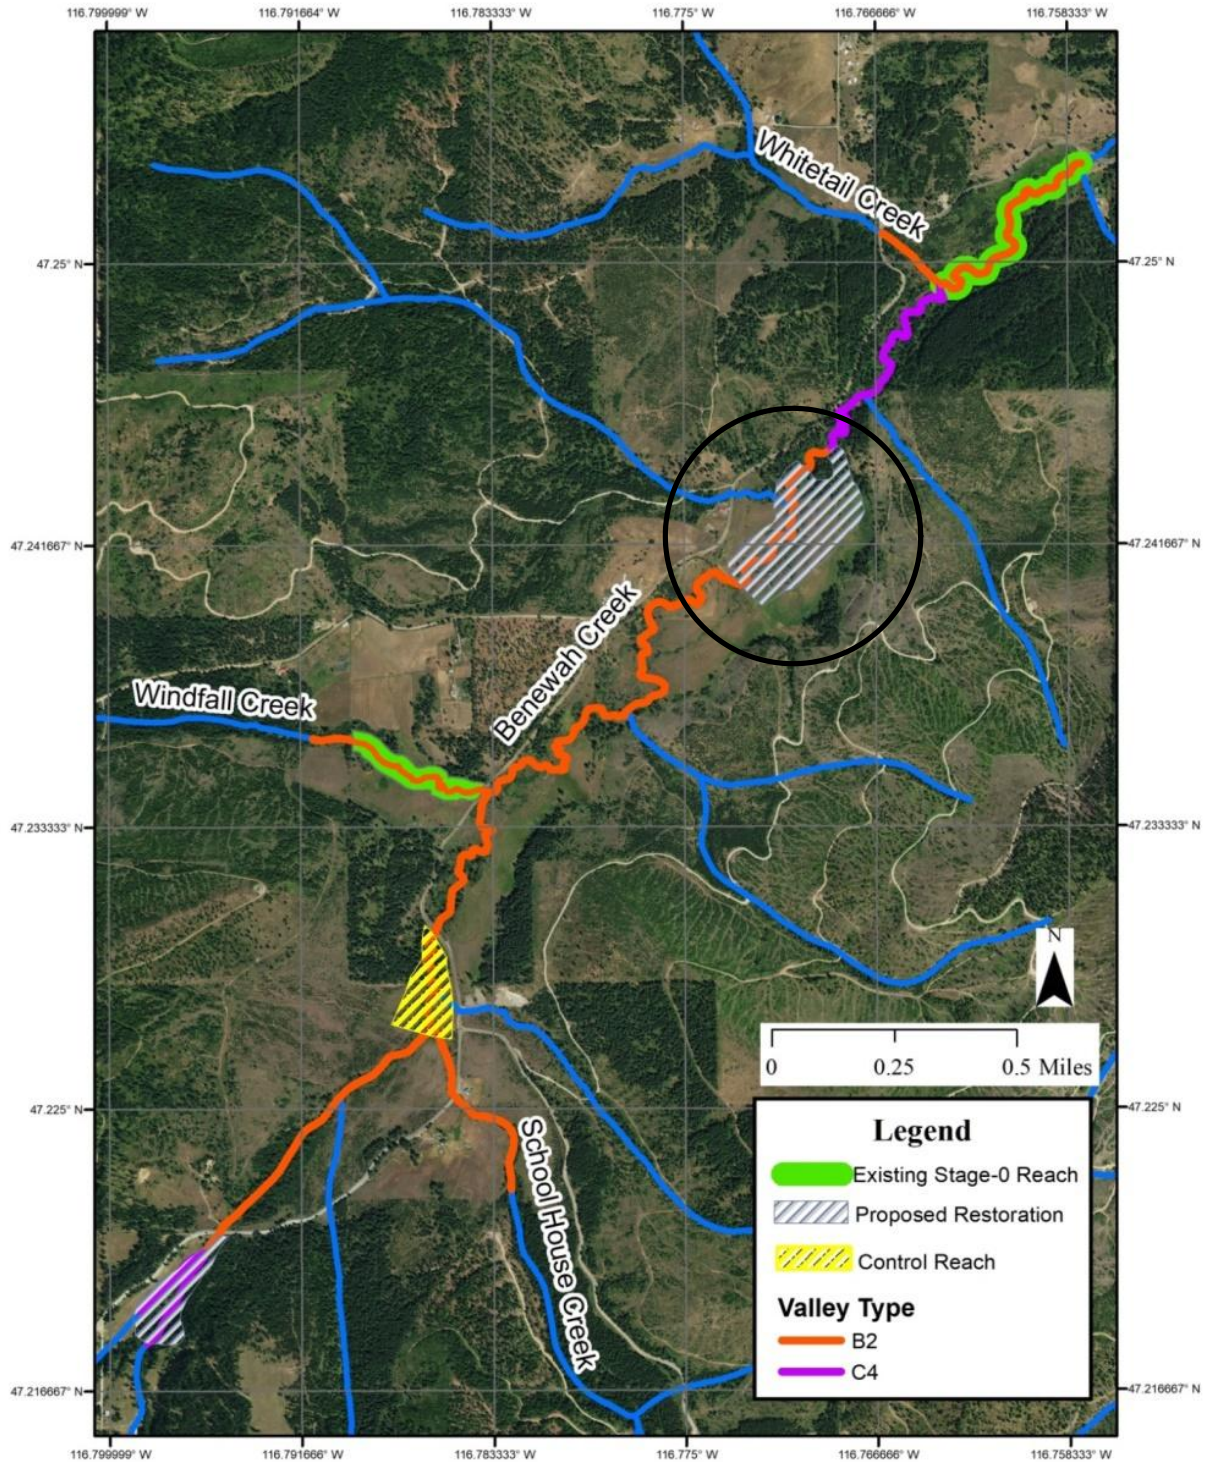 116.799999° W 116.791664° W 116.783333° W 116.775° W 116.766666° W 116.758333° W
Whitetail Creek
47.25° N 47.25° N
47.241667° N 47.241667° N
Benewah Creek
Windfall Creek
47.233333° N 47.233333° N
N
0 0.25 0.5 Miles
47.225° N 47.225° N
School House Creek
Legend
Existing Stage-0 Reach
Proposed Restoration
Control Reach
Valley Type
B2
C4
47.216667° N 47.216667° N
116.799999° W 116.791666° W 116.783333° W 116.775° W 116.766666° W 116.758333° W